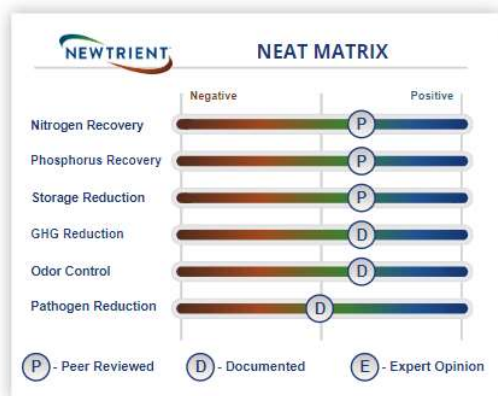 NEWTRIENT
NEAT MATRIX
Negative Positive
Nitrogen Recovery P
Phosphorus Recovery P
Storage Reduction P
GHG Reduction D
Odor Control D
Pathogen Reduction D
P - Peer Reviewed D - Documented E - Expert Opinion